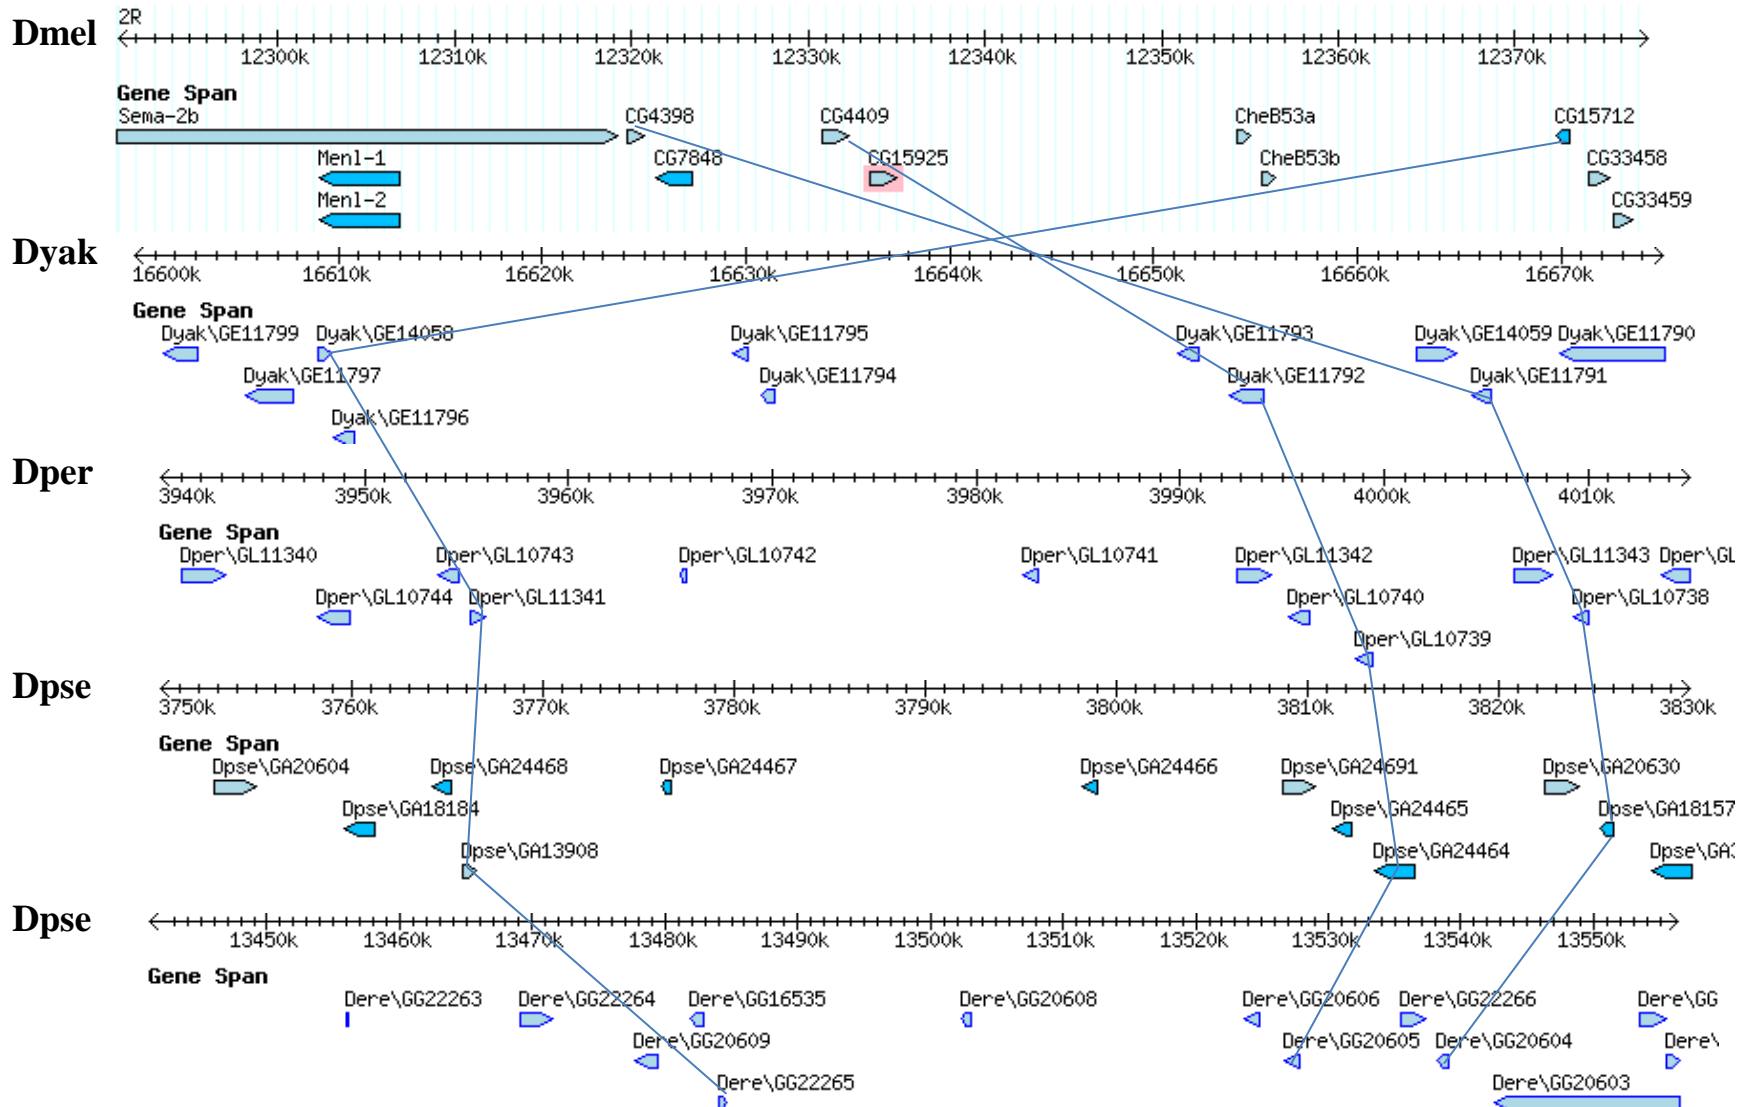 2R
Dmel
12300k 12310k 12320k 12330k 12340k 12350k 12360k 12370k
Gene Span
Sema-2b CG4398 CG4409 CheB53a CG15712
Menl-1 CG7848 CG15925 CheB53b CG33458
Menl-2 CG33459
Dyak
16600k 16610k 16620k 16630k 16640k 16650k 16660k 16670k
Gene Span
Dyak\GE11799 Dyak\GE14058 Dyak\GE11795 Dyak\GE11793 Dyak\GE14059 Dyak\GE11790
Dyak\GE11797 Dyak\GE11794 Dyak\GE11792 Dyak\GE11791
Dyak\GE11796
Dper
3940k 3950k 3960k 3970k 3980k 3990k 4000k 4010k
Gene Span
Dper\GL11340 Dper\GL10743 Dper\GL10742 Dper\GL10741 Dper\GL11342 Dper\GL11343 Dper\GL
Dper\GL10744 Dper\GL11341 Dper\GL10740 Dper\GL10738
Dper\GL10739
Dpse
3750k 3760k 3770k 3780k 3790k 3800k 3810k 3820k 3830k
Gene Span
Dpse\GA20604 Dpse\GA24468 Dpse\GA24467 Dpse\GA24466 Dpse\GA24691 Dpse\GA20630
Dpse\GA18184 Dpse\GA24465 Dpse\GA18157
Dpse\GA13908 Dpse\GA24464 Dpse\GA
Dpse
13450k 13460k 13470k 13480k 13490k 13500k 13510k 13520k 13530k 13540k 13550k
Gene Span
Dere\GG22263 Dere\GG22264 Dere\GG16535 Dere\GG20608 Dere\GG20606 Dere\GG22266 Dere\GG
Dere\GG20609 Dere\GG20605 Dere\GG20604 Dere\
Dere\GG22265 Dere\GG20603